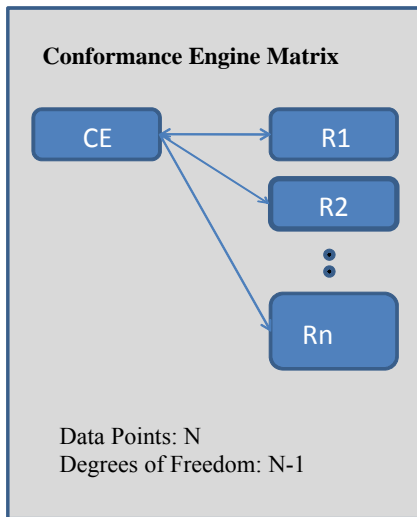 Conformance Engine Matrix
CE
R1
R2
Rn
Data Points: N
Degrees of Freedom: N-1